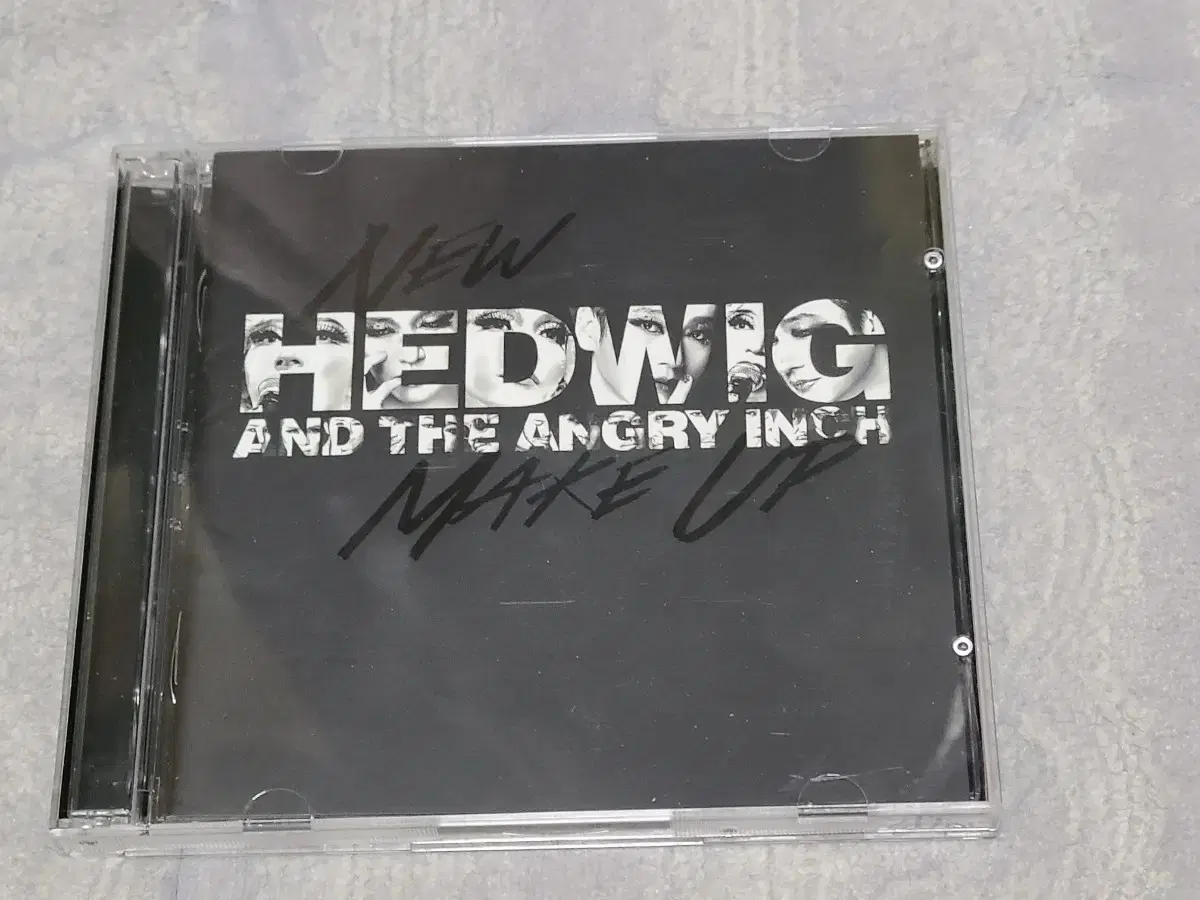 NEW
HEDWIG
AND THE ANGRY INCH
MAKE UP